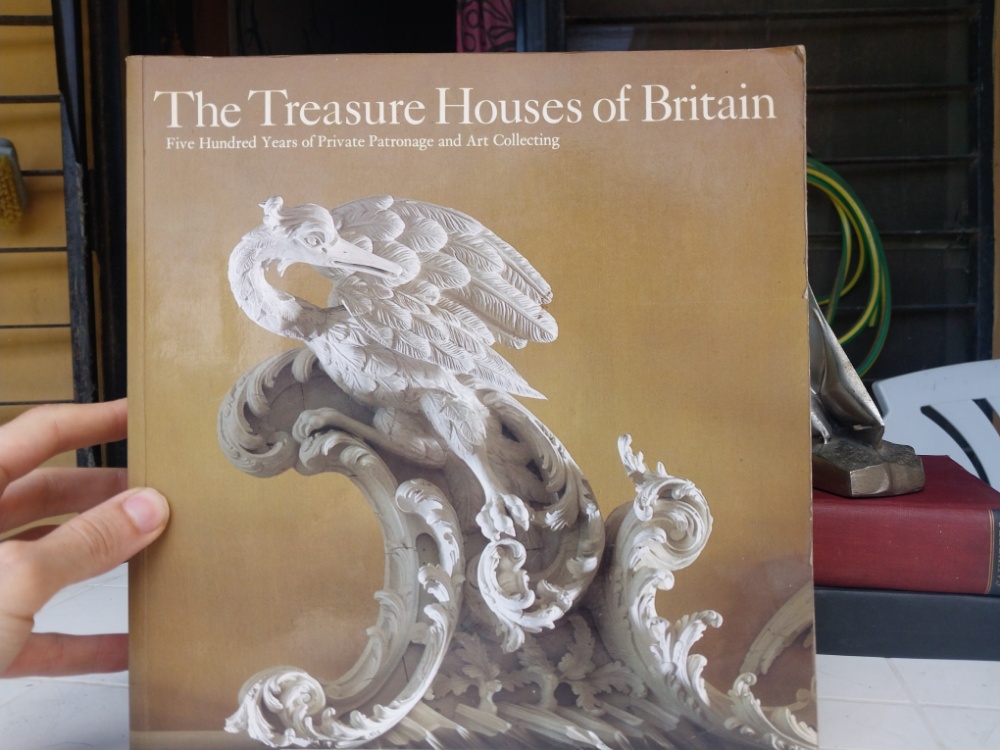 The Treasure Houses of Britain
Five Hundred Years of Private Patronage and Art Collecting